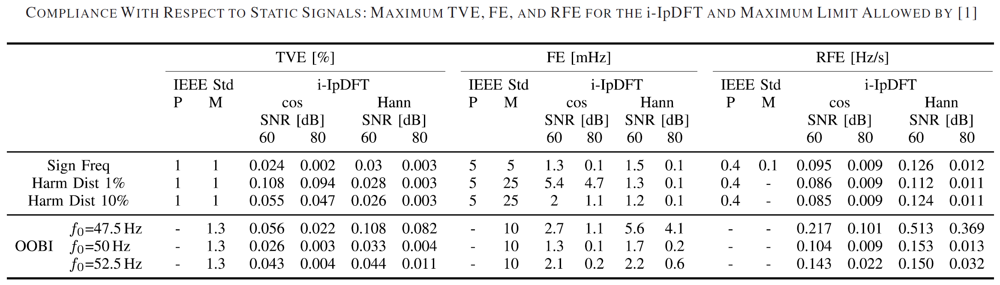 COMPLIANCE WITH RESPECT TO STATIC SIGNALS: MAXIMUM TVE, FE, AND RFE FOR THE i-IpDFT AND MAXIMUM LIMIT ALLOWED BY [1]
TVE [%] FE [mHz] RFE [Hz/s]
IEEE Std i-IpDFT IEEE Std i-IpDFT IEEE Std i-IpDFT
P M cos Hann P M cos Hann P M cos Hann
SNR [dB] SNR [dB] SNR [dB] SNR [dB] SNR [dB] SNR [dB]
60 80 60 80 60 80 60 80 60 80 60 80
Sign Freq 1 1 0.024 0.002 0.03 0.003 5 5 1.3 0.1 1.5 0.1 0.4 0.1 0.095 0.009 0.126 0.012
Harm Dist 1% 1 1 0.108 0.094 0.028 0.003 5 25 5.4 4.7 1.3 0.1 0.4 - 0.086 0.009 0.112 0.011
Harm Dist 10% 1 1 0.055 0.047 0.026 0.003 5 25 2 1.1 1.2 0.1 0.4 - 0.085 0.009 0.124 0.011
f0=47.5 Hz - 1.3 0.056 0.022 0.108 0.082 - 10 2.7 1.1 5.6 4.1 - - 0.217 0.101 0.513 0.369
OOBI f0=50 Hz - 1.3 0.026 0.003 0.033 0.004 - 10 1.3 0.1 1.7 0.2 - - 0.104 0.009 0.153 0.013
f0=52.5 Hz - 1.3 0.043 0.004 0.044 0.011 - 10 2.1 0.2 2.2 0.6 - - 0.143 0.022 0.150 0.032